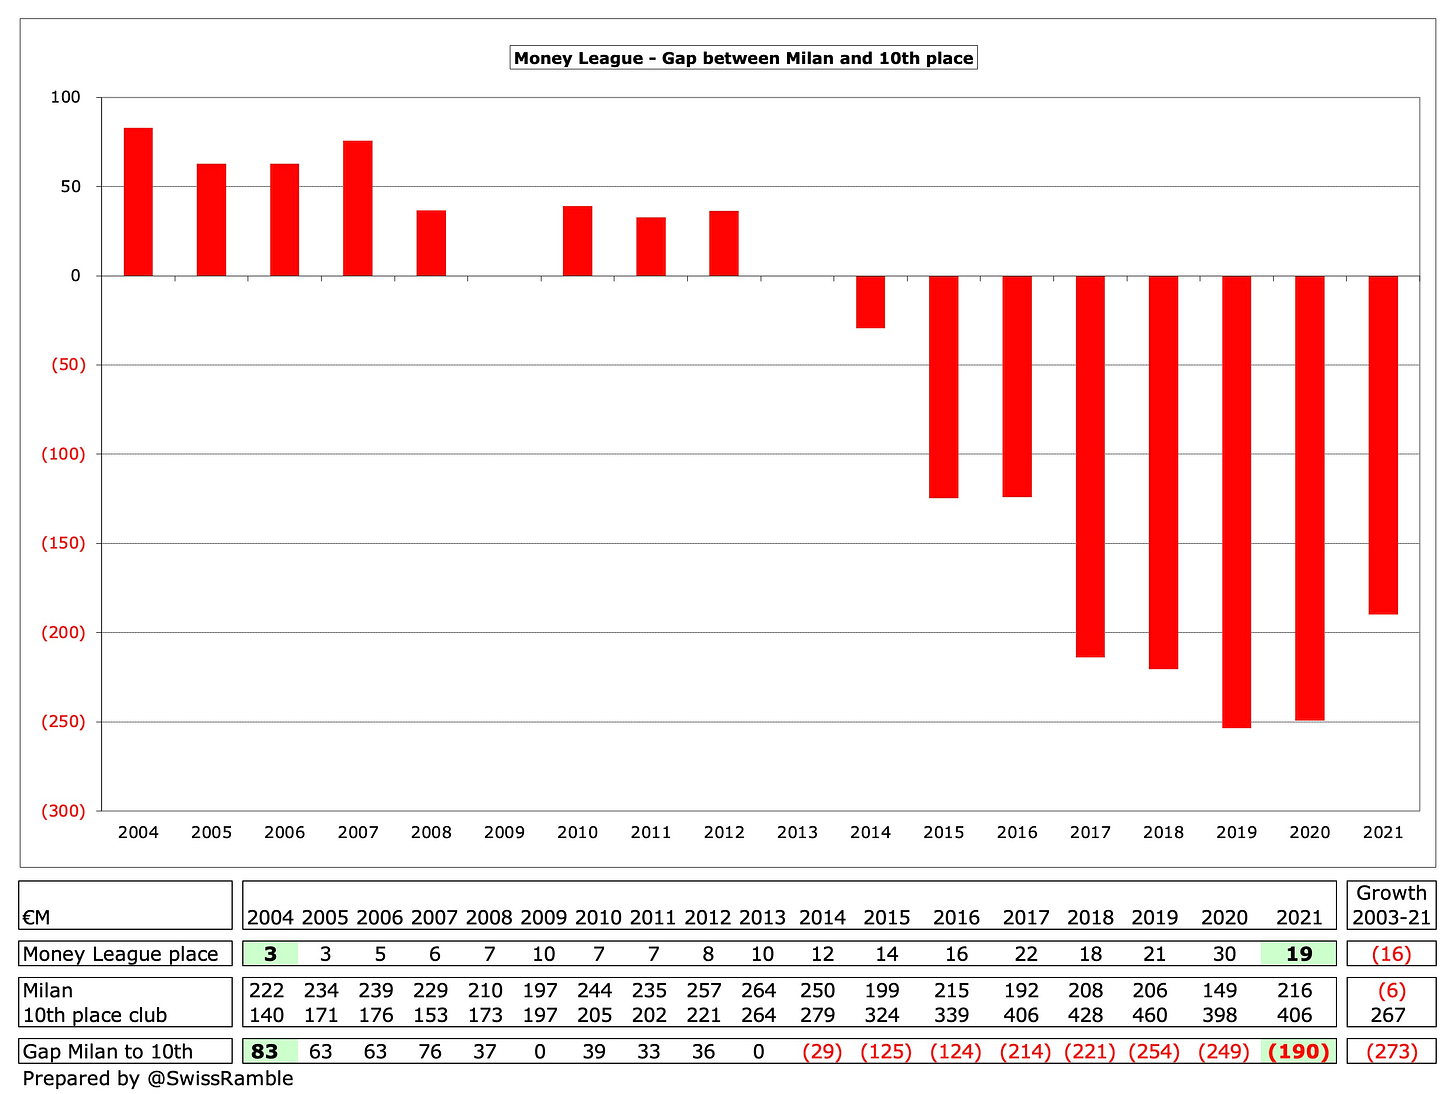 Money League - Gap between Milan and 10th place
100
50
0
(50)
(100)
(150)
(200)
(250)
(300)
2004 2005 2006 2007 2008 2009 2010 2011 2012 2013 2014 2015 2016 2017 2018 2019 2020 2021
Growth
€M 2004 2005 2006 2007 2008 2009 2010 2011 2012 2013 2014 2015 2016 2017 2018 2019 2020 2021 2003-21
Money League place 3 3 5 6 7 10 7 7 8 10 12 14 16 22 18 21 30 19 (16)
Milan 222 234 239 229 210 197 244 235 257 264 250 199 215 192 208 206 149 216 (6)
10th place club 140 171 176 153 173 197 205 202 221 264 279 324 339 406 428 460 398 406 267
Gap Milan to 10th 83 63 63 76 37 0 39 33 36 0 (29) (125) (124) (214) (221) (254) (249) (190) (273)
Prepared by @SwissRamble